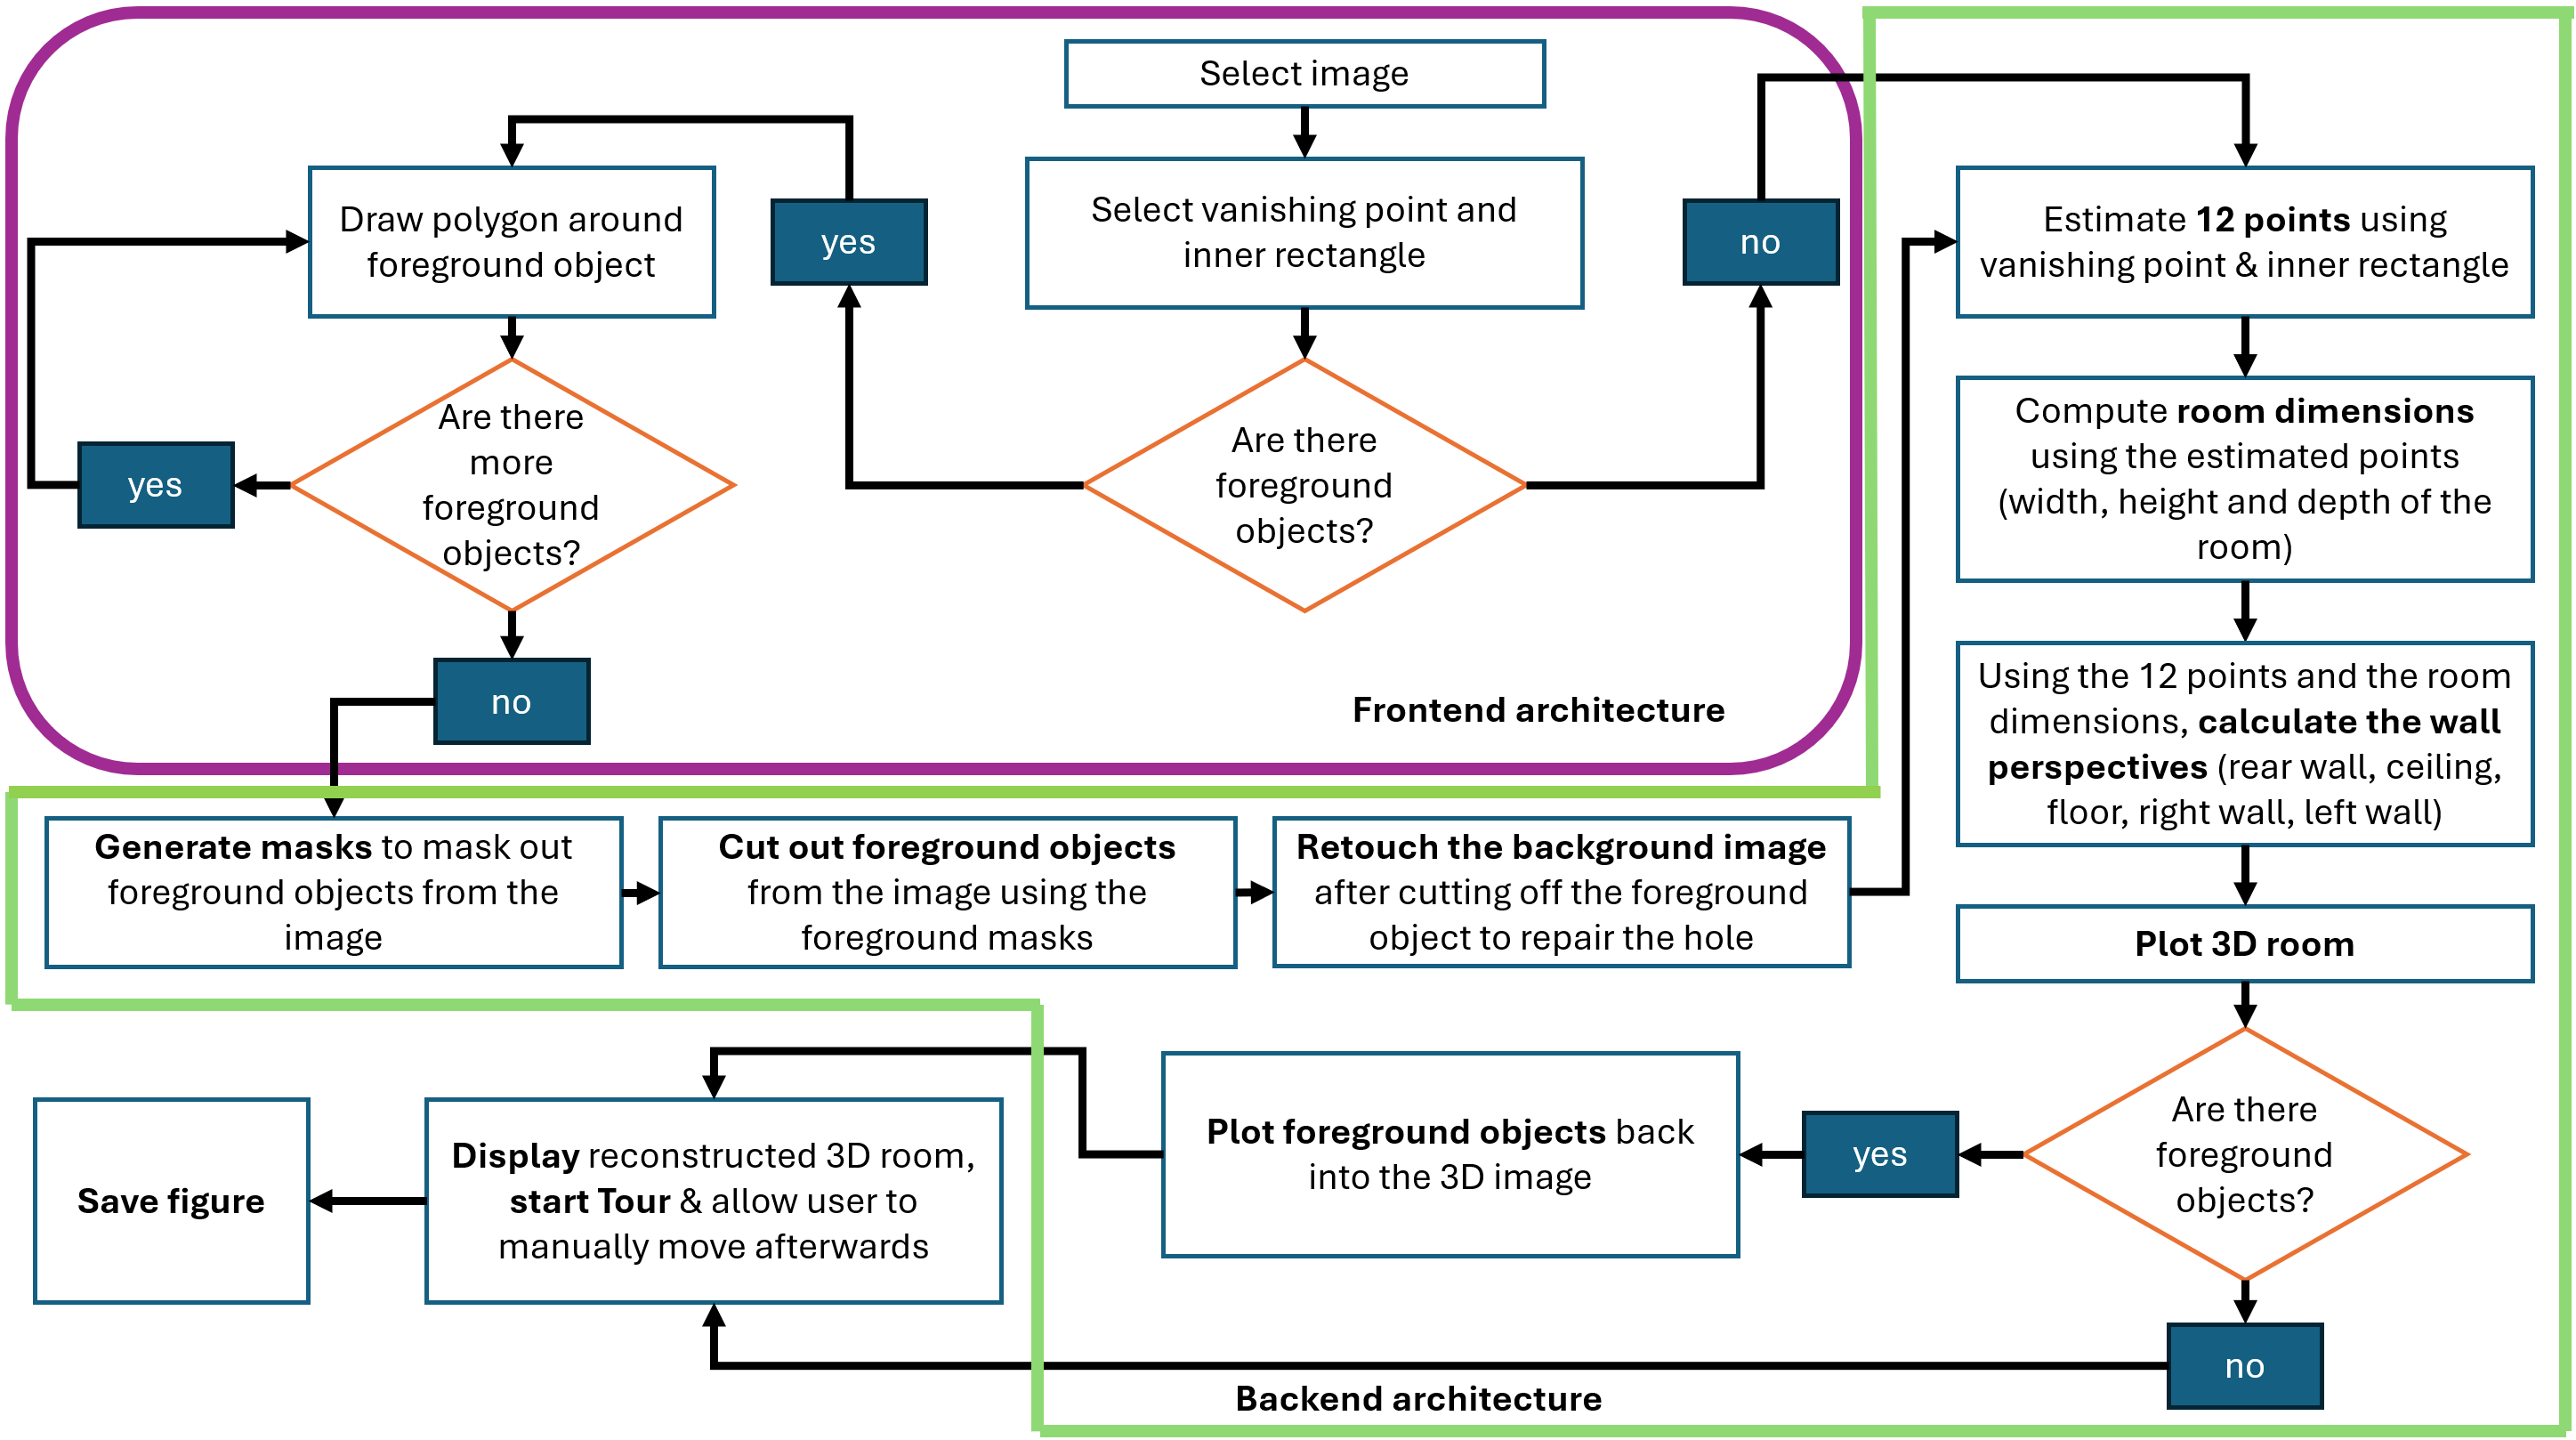 Select image
Select vanishing point and
inner rectangle
Are there
foreground
objects?
yes
no
Draw polygon around
foreground object
Are there
more
foreground
objects?
yes
no
Frontend architecture
Generate masks to mask out
foreground objects from the
image
Cut out foreground objects
from the image using the
foreground masks
Retouch the background image
after cutting off the foreground
object to repair the hole
Estimate 12 points using
vanishing point & inner rectangle
Compute room dimensions
using the estimated points
(width, height and depth of the
room)
Using the 12 points and the room
dimensions, calculate the wall
perspectives (rear wall, ceiling,
floor, right wall, left wall)
Plot 3D room
Are there
foreground
objects?
yes
no
Plot foreground objects back
into the 3D image
Display reconstructed 3D room,
start Tour & allow user to
manually move afterwards
Save figure
Backend architecture